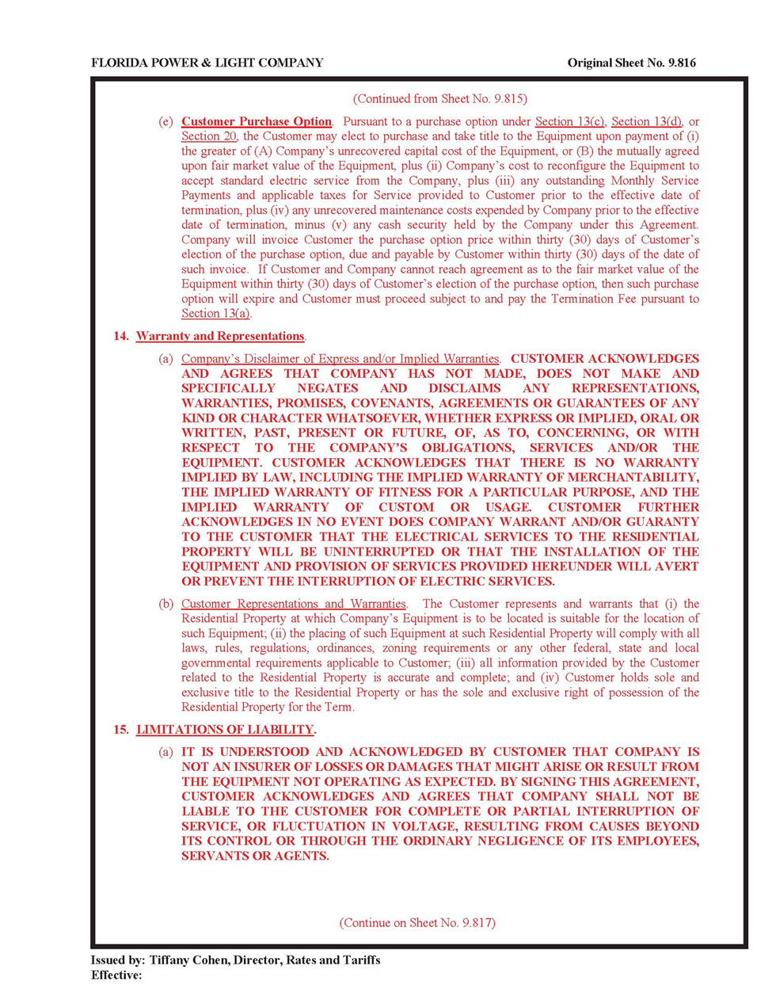 FLORIDA POWER & LIGHT COMPANY Original Sheet No. 9.816
(Continued from Sheet No. 9.815)
(e) Customer Purchase Option. Pursuant to a purchase option under Section 13(c), Section 13(d), or
Section 20, the Customer may elect to purchase and take title to the Equipment upon payment of (i)
the greater of (A) Company’s unrecovered capital cost of the Equipment, or (B) the mutually agreed
upon fair market value of the Equipment, plus (ii) Company’s cost to reconfigure the Equipment to
accept standard electric service from the Company, plus (iii) any outstanding Monthly Service
Payments and applicable taxes for Service provided to Customer prior to the effective date of
termination, plus (iv) any unrecovered maintenance costs expended by Company prior to the effective
date of termination, minus (v) any cash security held by the Company under this Agreement.
Company will invoice Customer the purchase option price within thirty (30) days of Customer’s
election of the purchase option, due and payable by Customer within thirty (30) days of the date of
such invoice. If Customer and Company cannot reach agreement as to the fair market value of the
Equipment within thirty (30) days of Customer’s election of the purchase option, then such purchase
option will expire and Customer must proceed subject to and pay the Termination Fee pursuant to
Section 13(a).
14. Warranty and Representations.
(a) Company’s Disclaimer of Express and/or Implied Warranties. CUSTOMER ACKNOWLEDGES
AND AGREES THAT COMPANY HAS NOT MADE, DOES NOT MAKE AND
SPECIFICALLY NEGATES AND DISCLAIMS ANY REPRESENTATIONS,
WARRANTIES, PROMISES, COVENANTS, AGREEMENTS OR GUARANTEES OF ANY
KIND OR CHARACTER WHATSOEVER, WHETHER EXPRESS OR IMPLIED, ORAL OR
WRITTEN, PAST, PRESENT OR FUTURE, OF, AS TO, CONCERNING, OR WITH
RESPECT TO THE COMPANY’S OBLIGATIONS, SERVICES AND/OR THE
EQUIPMENT. CUSTOMER ACKNOWLEDGES THAT THERE IS NO WARRANTY
IMPLIED BY LAW, INCLUDING THE IMPLIED WARRANTY OF MERCHANTABILITY,
THE IMPLIED WARRANTY OF FITNESS FOR A PARTICULAR PURPOSE, AND THE
IMPLIED WARRANTY OF CUSTOM OR USAGE. CUSTOMER FURTHER
ACKNOWLEDGES IN NO EVENT DOES COMPANY WARRANT AND/OR GUARANTY
TO THE CUSTOMER THAT THE ELECTRICAL SERVICES TO THE RESIDENTIAL
PROPERTY WILL BE UNINTERRUPTED OR THAT THE INSTALLATION OF THE
EQUIPMENT AND PROVISION OF SERVICES PROVIDED HEREUNDER WILL AVERT
OR PREVENT THE INTERRUPTION OF ELECTRIC SERVICES.
(b) Customer Representations and Warranties. The Customer represents and warrants that (i) the
Residential Property at which Company’s Equipment is to be located is suitable for the location of
such Equipment; (ii) the placing of such Equipment at such Residential Property will comply with all
laws, rules, regulations, ordinances, zoning requirements or any other federal, state and local
governmental requirements applicable to Customer; (iii) all information provided by the Customer
related to the Residential Property is accurate and complete; and (iv) Customer holds sole and
exclusive title to the Residential Property or has the sole and exclusive right of possession of the
Residential Property for the Term.
15. LIMITATIONS OF LIABILITY.
(a) IT IS UNDERSTOOD AND ACKNOWLEDGED BY CUSTOMER THAT COMPANY IS
NOT AN INSURER OF LOSSES OR DAMAGES THAT MIGHT ARISE OR RESULT FROM
THE EQUIPMENT NOT OPERATING AS EXPECTED. BY SIGNING THIS AGREEMENT,
CUSTOMER ACKNOWLEDGES AND AGREES THAT COMPANY SHALL NOT BE
LIABLE TO THE CUSTOMER FOR COMPLETE OR PARTIAL INTERRUPTION OF
SERVICE, OR FLUCTUATION IN VOLTAGE, RESULTING FROM CAUSES BEYOND
ITS CONTROL OR THROUGH THE ORDINARY NEGLIGENCE OF ITS EMPLOYEES,
SERVANTS OR AGENTS.
(Continue on Sheet No. 9.817)
Issued by: Tiffany Cohen, Director, Rates and Tariffs
Effective: